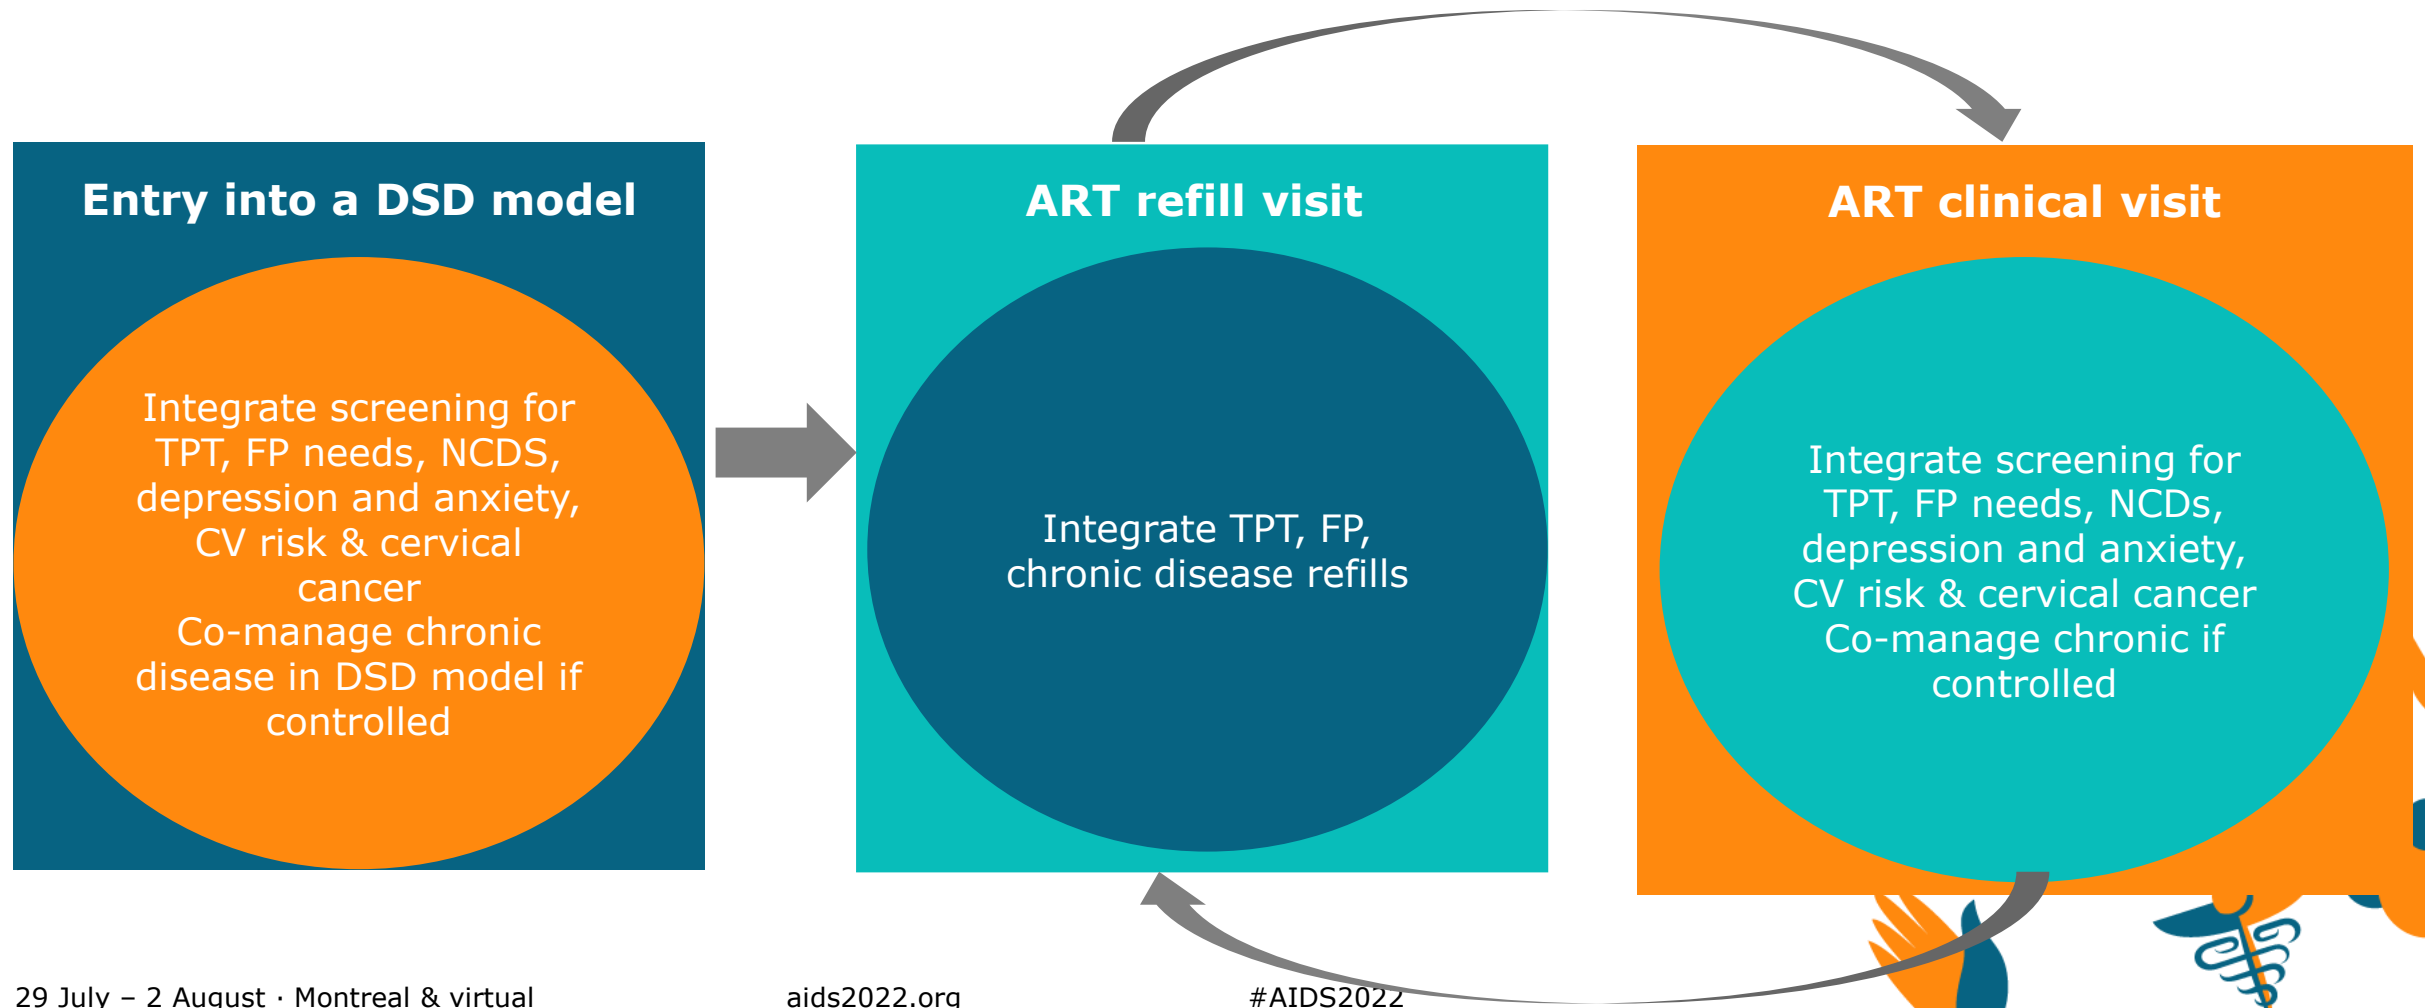 Entry into a DSD model
Integrate screening for
TPT, FP needs, NCDS,
depression and anxiety,
CV risk & cervical
cancer
Co-manage chronic
disease in DSD model if
controlled
ART refill visit
Integrate TPT, FP,
chronic disease refills
ART clinical visit
Integrate screening for
TPT, FP needs, NCDs,
depression and anxiety,
CV risk & cervical cancer
Co-manage chronic if
controlled
29 July – 2 August · Montreal & virtual
aids2022.org
#AIDS2022